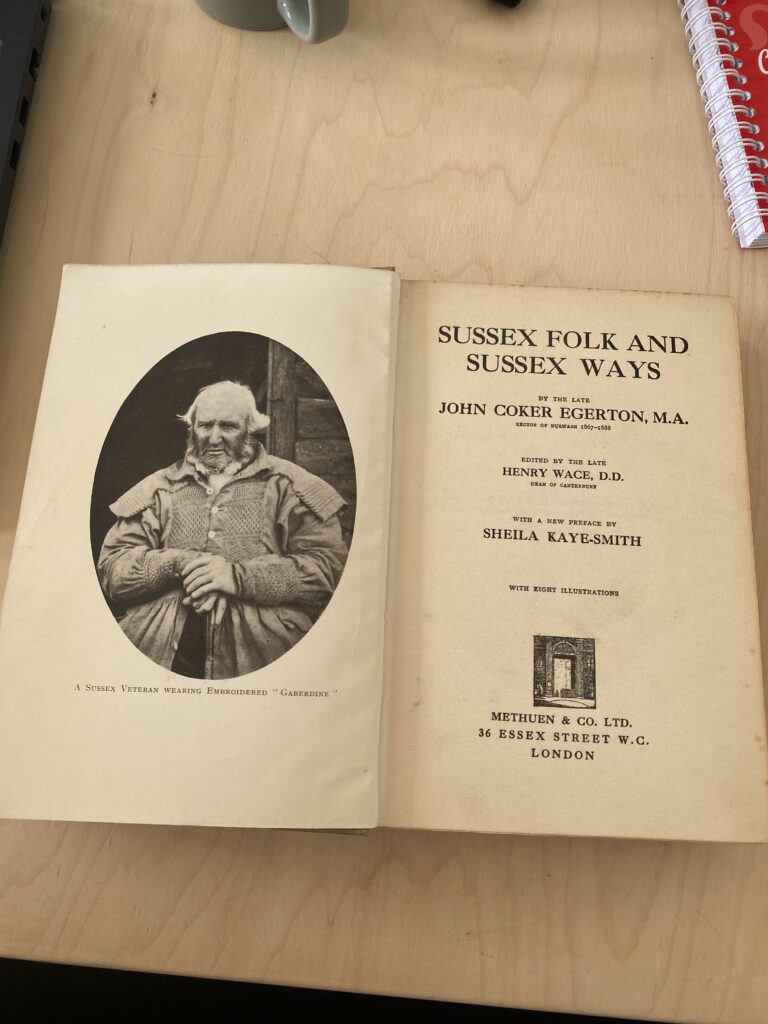 A SUSSEX VETERAN WEARING EMBROIDERED "GABERDINE"
SUSSEX FOLK AND
SUSSEX WAYS
BY THE LATE
JOHN COKER EGERTON, M.A.
RECTOR OF BURWASH 1867–1888
EDITED BY THE LATE
HENRY WACE, D.D.
DEAN OF CANTERBURY
WITH A NEW PREFACE BY
SHEILA KAYE-SMITH
WITH EIGHT ILLUSTRATIONS
METHUEN & CO. LTD.
36 ESSEX STREET W.C.
LONDON